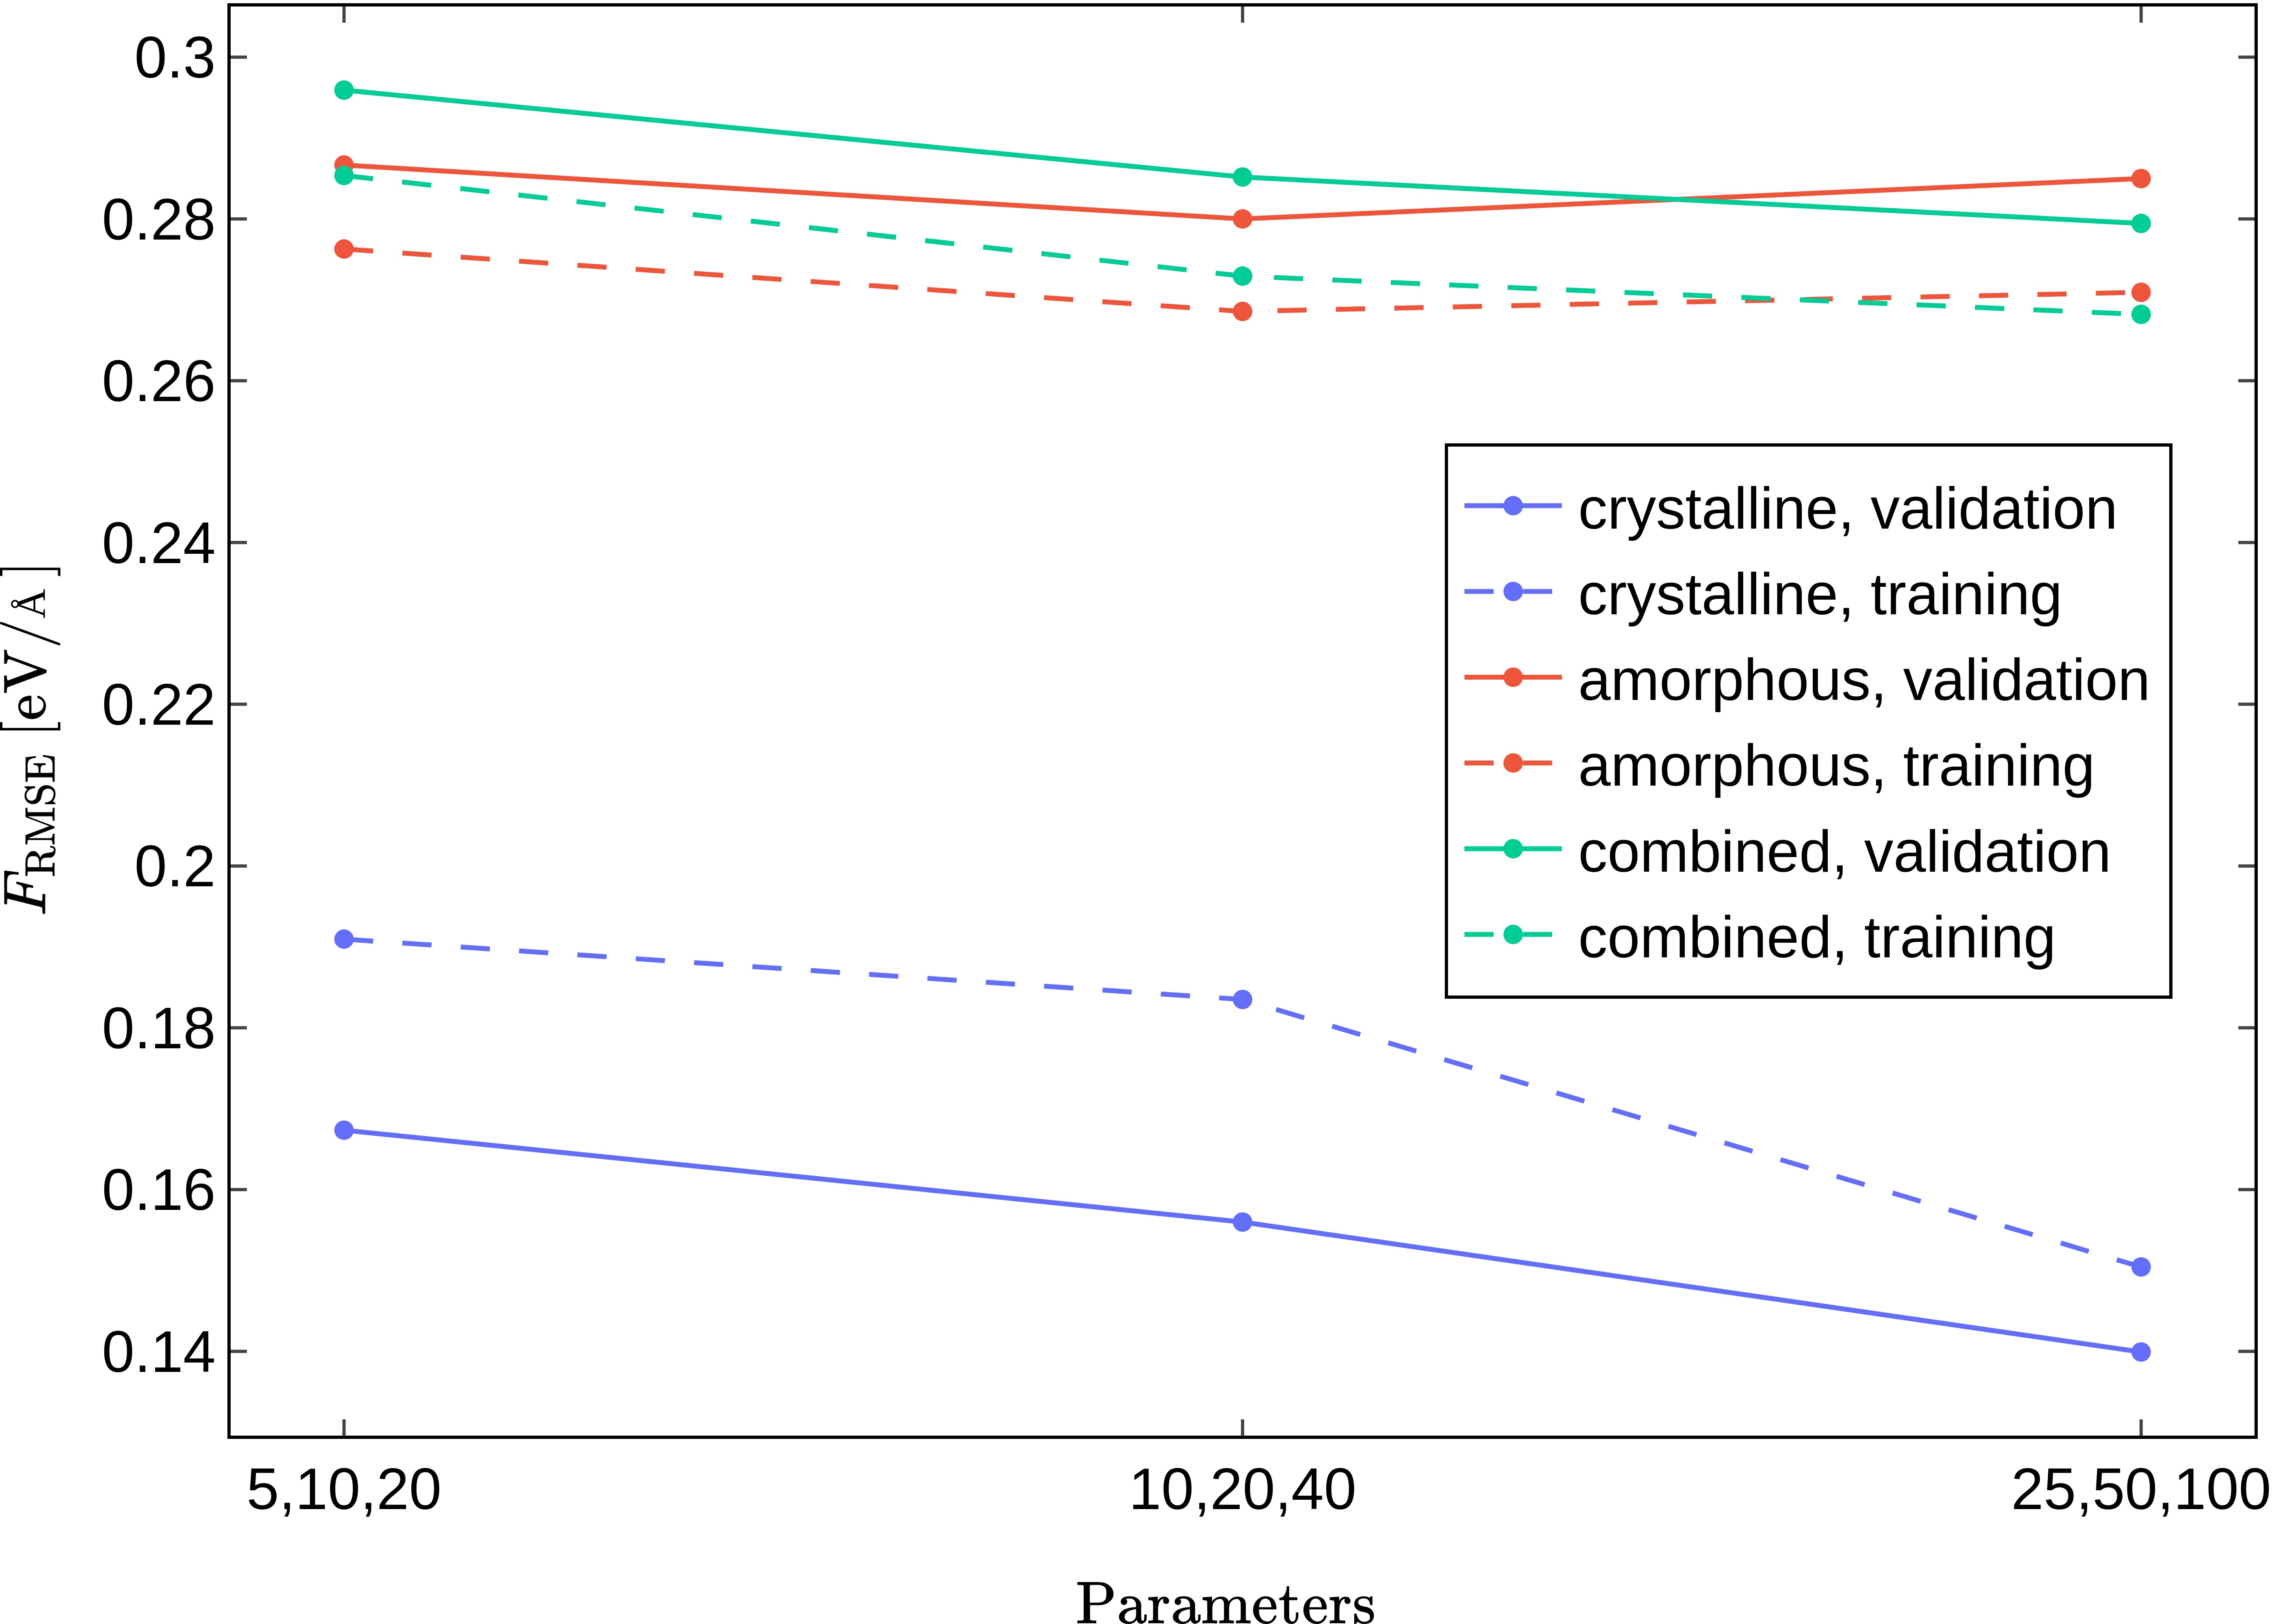 0.3
0.28
0.26
0.24
0.22
0.2
0.18
0.16
0.14
F_RMSE [eV/Å]
crystalline, validation
crystalline, training
amorphous, validation
amorphous, training
combined, validation
combined, training
5,10,20
10,20,40
25,50,100
Parameters